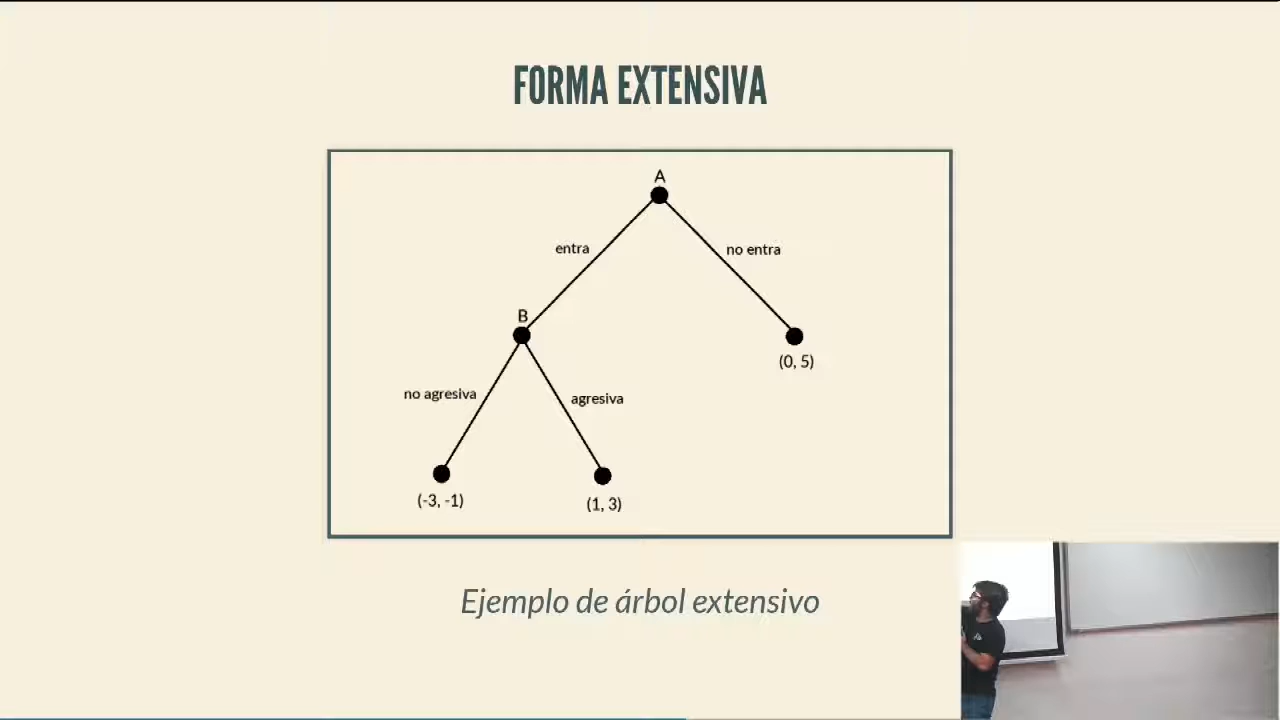 FORMA EXTENSIVA
A
entra
no entra
B
(0, 5)
no agresiva
agresiva
(-3, -1)
(1, 3)
Ejemplo de árbol extensivo